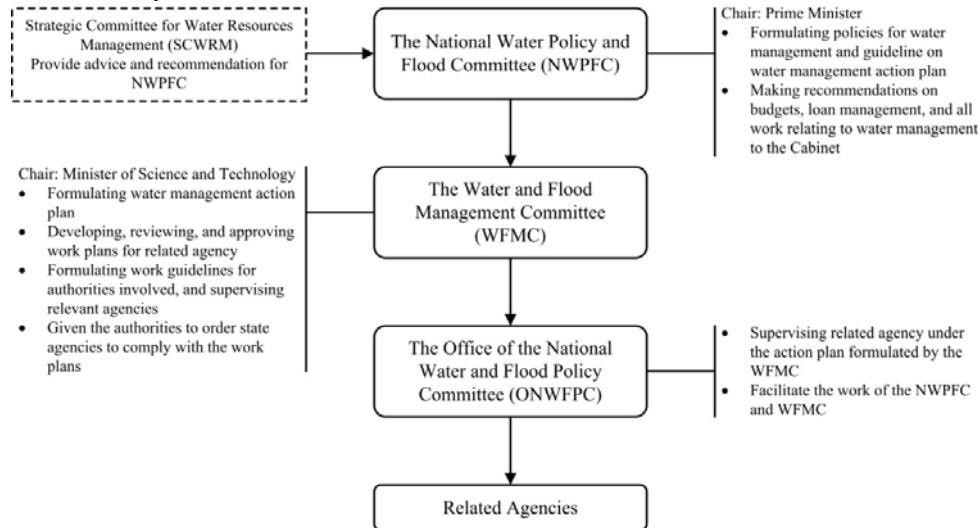 Strategic Committee for Water Resources
Management (SCWRM)
Provide advice and recommendation for
NWPFC
The National Water Policy and
Flood Committee (NWPFC)
Chair: Prime Minister
• Formulating policies for water
management and guideline on
water management action plan
• Making recommendations on
budgets, loan management, and all
work relating to water management
to the Cabinet
Chair: Minister of Science and Technology
• Formulating water management action
plan
• Developing, reviewing, and approving
work plans for related agency
• Formulating work guidelines for
authorities involved, and supervising
relevant agencies
• Given the authorities to order state
agencies to comply with the work
plans
The Water and Flood
Management Committee
(WFMC)
The Office of the National
Water and Flood Policy
Committee (ONWFPC)
• Supervising related agency under
the action plan formulated by the
WFMC
• Facilitate the work of the NWPFC
and WFMC
Related Agencies